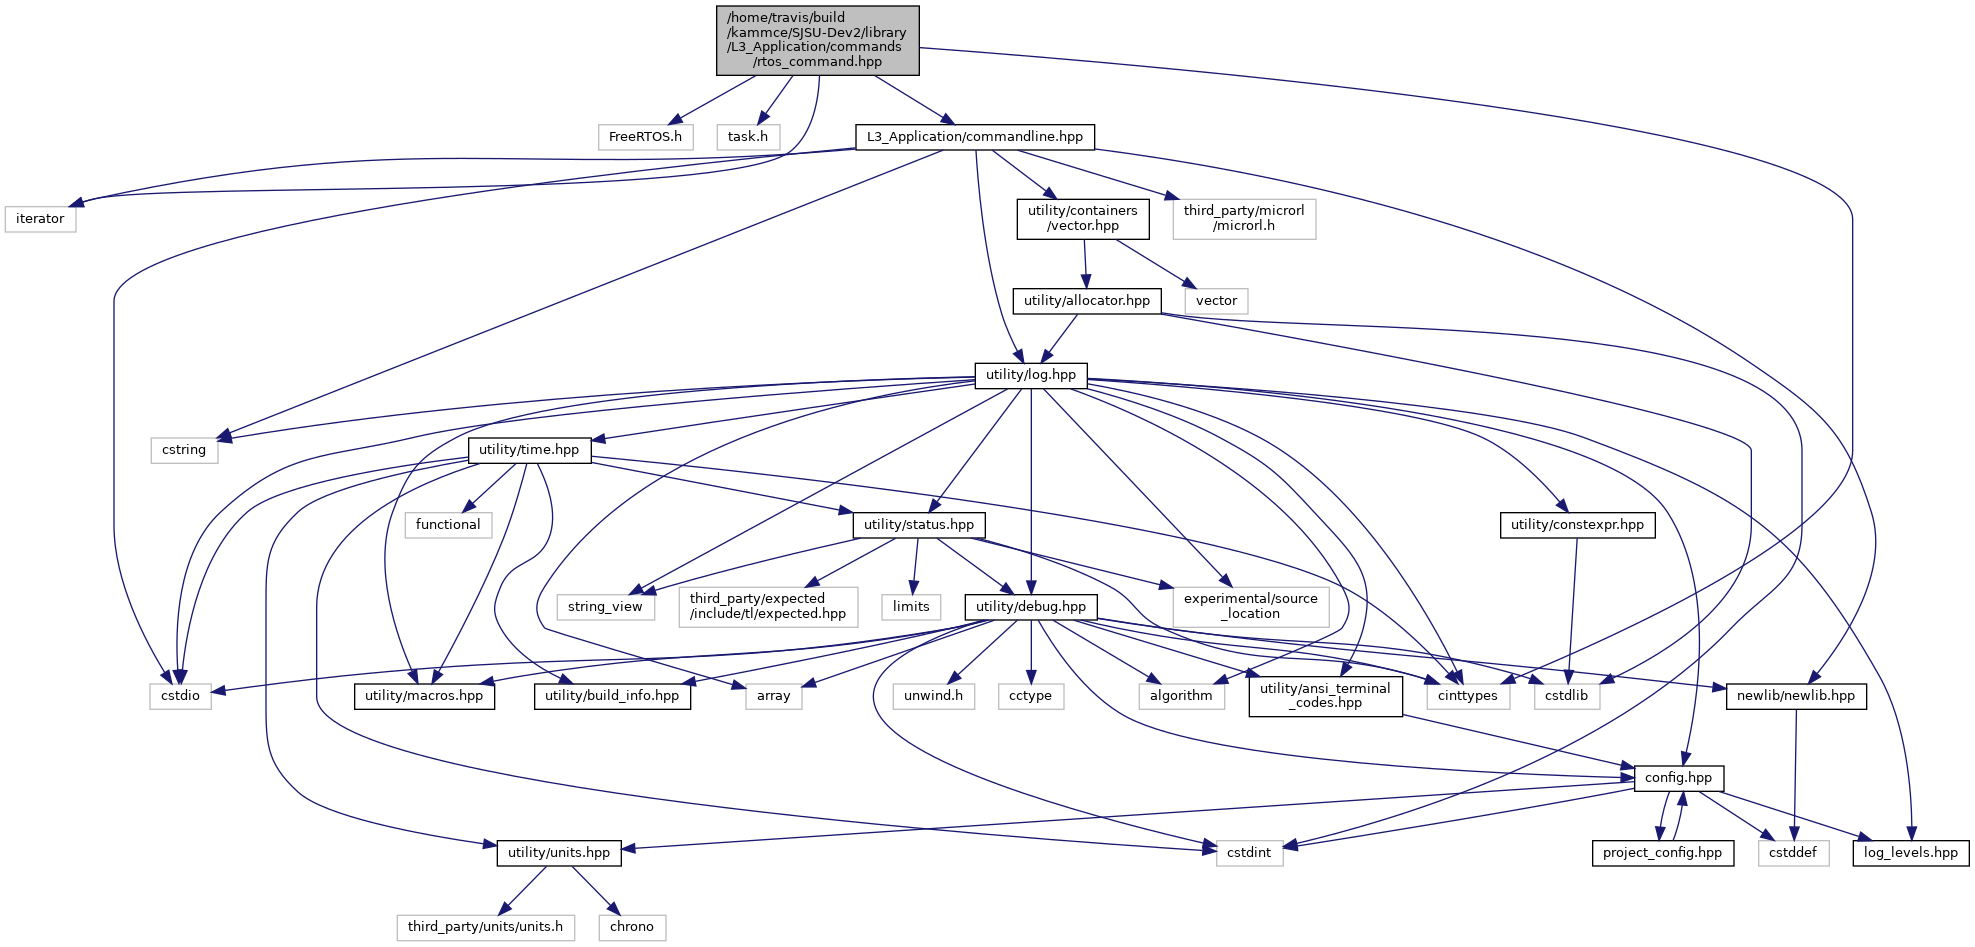 /home/travis/build
/kammce/SJSU-Dev2/library
/L3_Application/commands
/rtos_command.hpp
FreeRTOS.h
task.h
L3_Application/commandline.hpp
iterator
utility/containers
/vector.hpp
third_party/microrl
/microrl.h
utility/allocator.hpp
vector
utility/log.hpp
cstring
utility/time.hpp
functional
utility/status.hpp
utility/constexpr.hpp
string_view
third_party/expected
/include/tl/expected.hpp
limits
utility/debug.hpp
experimental/source
_location
cstdio
utility/macros.hpp
utility/build_info.hpp
array
unwind.h
cctype
algorithm
utility/ansi_terminal
_codes.hpp
cinttypes
cstdlib
newlib/newlib.hpp
config.hpp
utility/units.hpp
cstdint
project_config.hpp
cstddef
log_levels.hpp
third_party/units/units.h
chrono